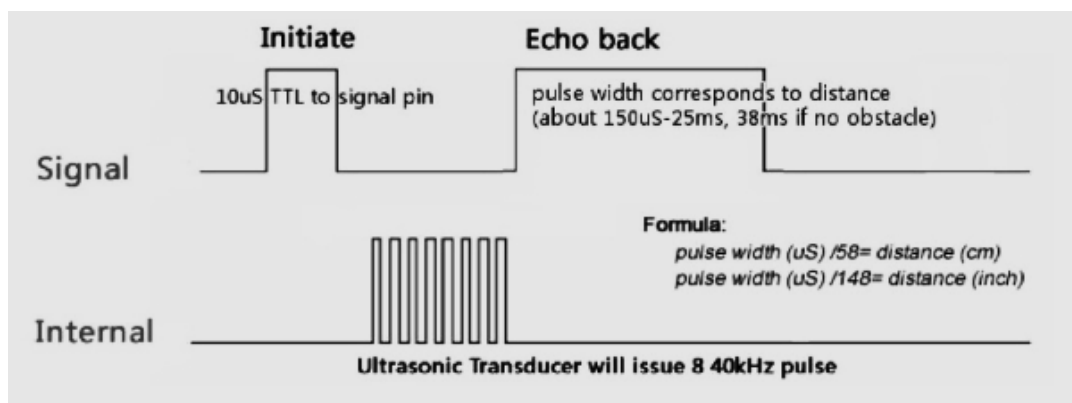 Initiate
Echo back
10uS TTL to signal pin
pulse width corresponds to distance
(about 150uS-25ms, 38ms if no obstacle)
Signal
Formula:
pulse width (uS) /58= distance (cm)
pulse width (uS) /148= distance (inch)
Internal
Ultrasonic Transducer will issue 8 40kHz pulse